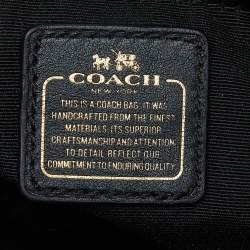 COACH
NEW YORK
THIS IS A COACH BAG. IT WAS
HANDCRAFTED FROM THE FINEST
MATERIALS, ITS SUPERIOR
CRAFTSMANSHIP AND ATTENTION
TO DETAIL REFLECT OUR
COMMITMENT TO ENDURING QUALITY.